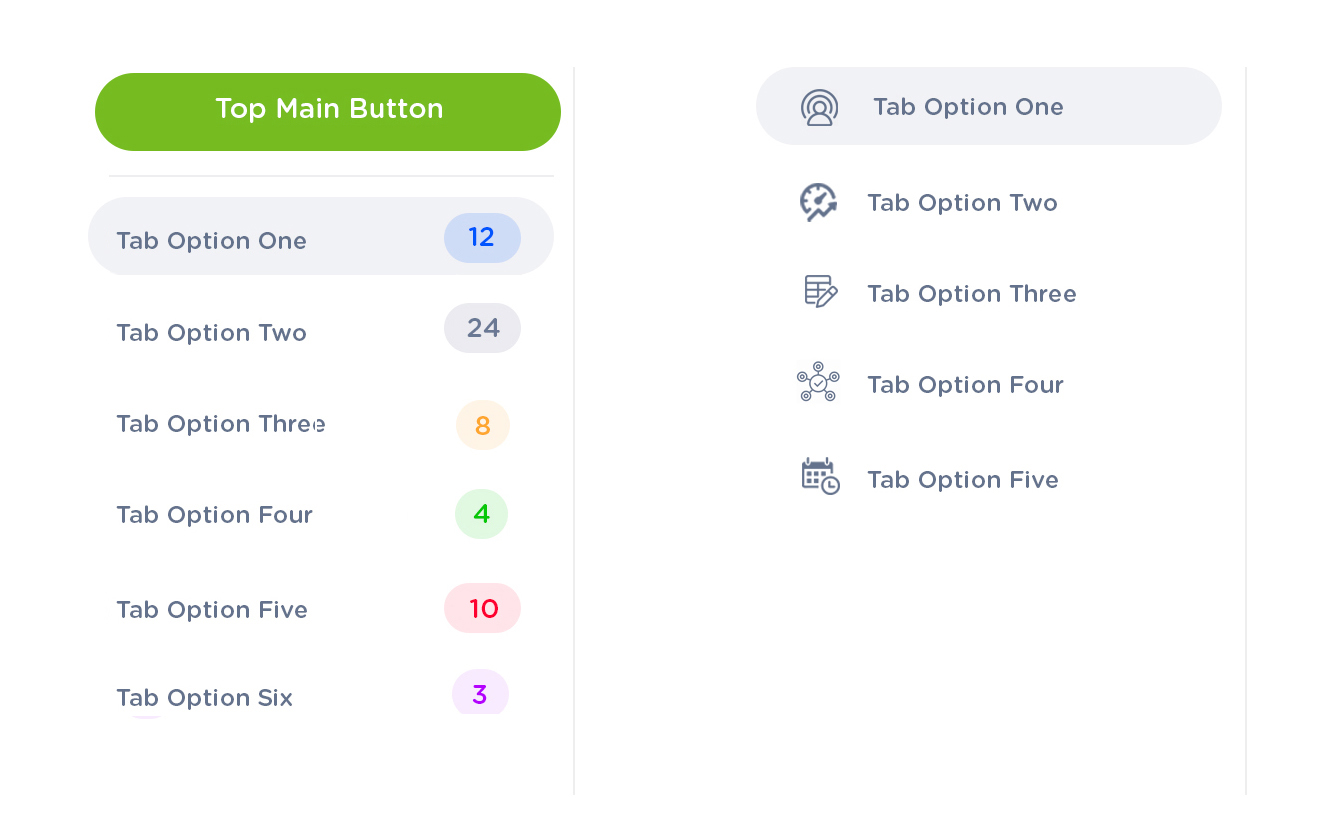 Top Main Button
Tab Option One 12
Tab Option Two 24
Tab Option Three 8
Tab Option Four 4
Tab Option Five 10
Tab Option Six 3
Tab Option One
Tab Option Two
Tab Option Three
Tab Option Four
Tab Option Five